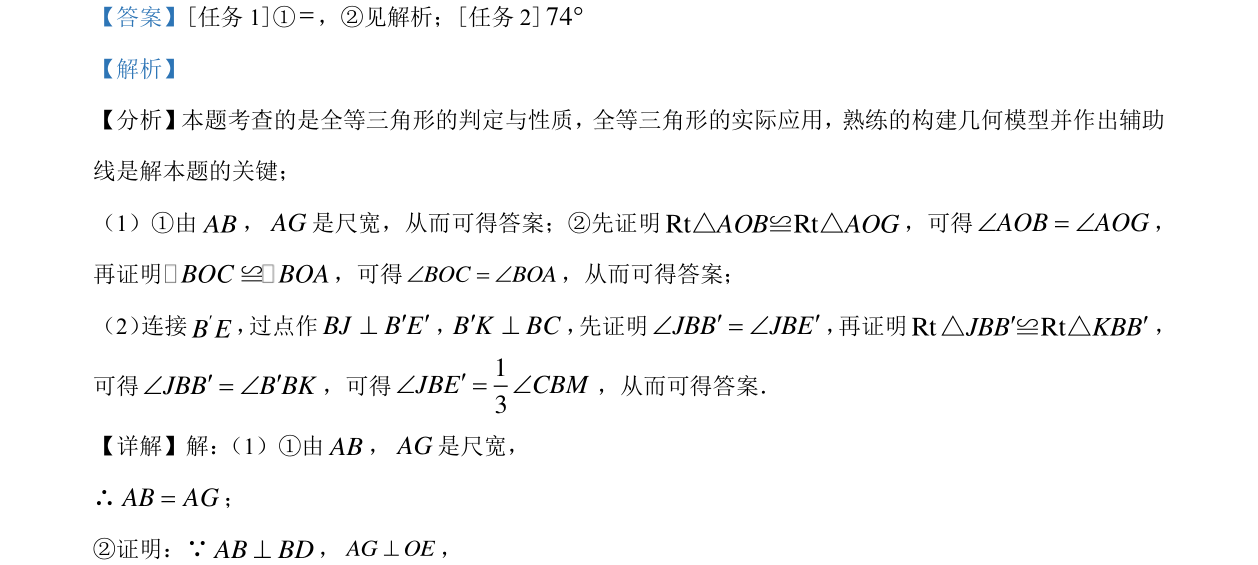 【答案】[任务 1]①=，②见解析；[任务 2] 74°
【解析】
【分析】本题考查的是全等三角形的判定与性质，全等三角形的实际应用，熟练的构建几何模型并作出辅助
线是解本题的关键；
（1）①由 AB， AG 是尺宽，从而可得答案；②先证明 Rt△AOB≌Rt△AOG，可得 ∠AOB = ∠AOG，
再证明□BOC ≌□BOA，可得 ∠BOC = ∠BOA，从而可得答案；
（2）连接 B′E，过点作 BJ ⊥ B′E′，B′K ⊥ BC，先证明 ∠JBB′ = ∠JBE′，再证明 Rt △JBB′≌Rt△KBB′，
可得 ∠JBB′ = ∠B′BK，可得 ∠JBE′ = 1/3 ∠CBM，从而可得答案．
【详解】解：（1）①由 AB， AG 是尺宽，
∴ AB = AG；
②证明：∵ AB ⊥ BD， AG ⊥ OE，